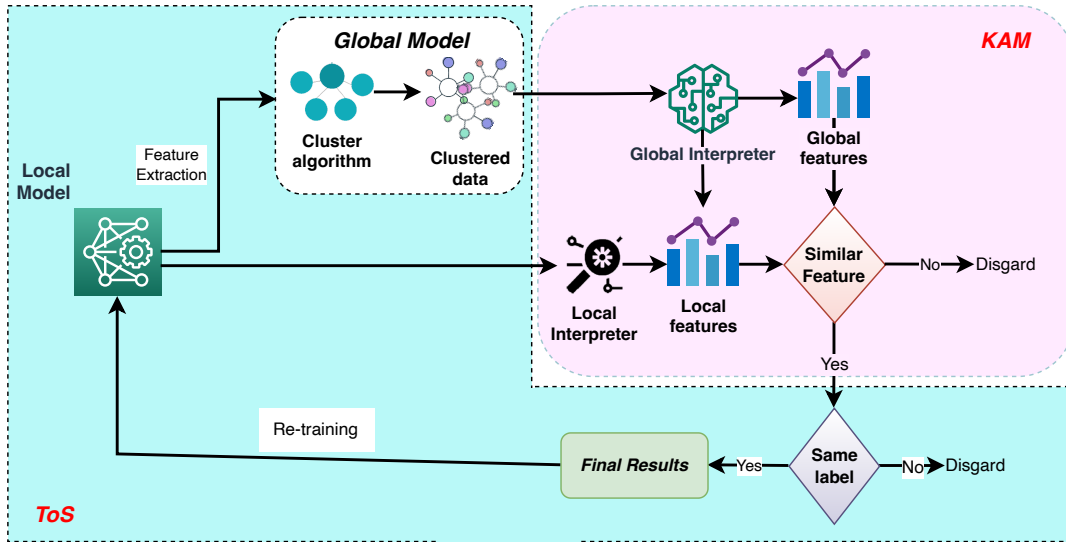 Global Model
KAM
Cluster
algorithm
Clustered
data
Global Interpreter
Global
features
Feature
Extraction
Local
Model
Similar
Feature
No
Disgard
Local
Interpreter
Local
features
Yes
Re-training
Final Results
Yes
Same
label
No
Disgard
ToS